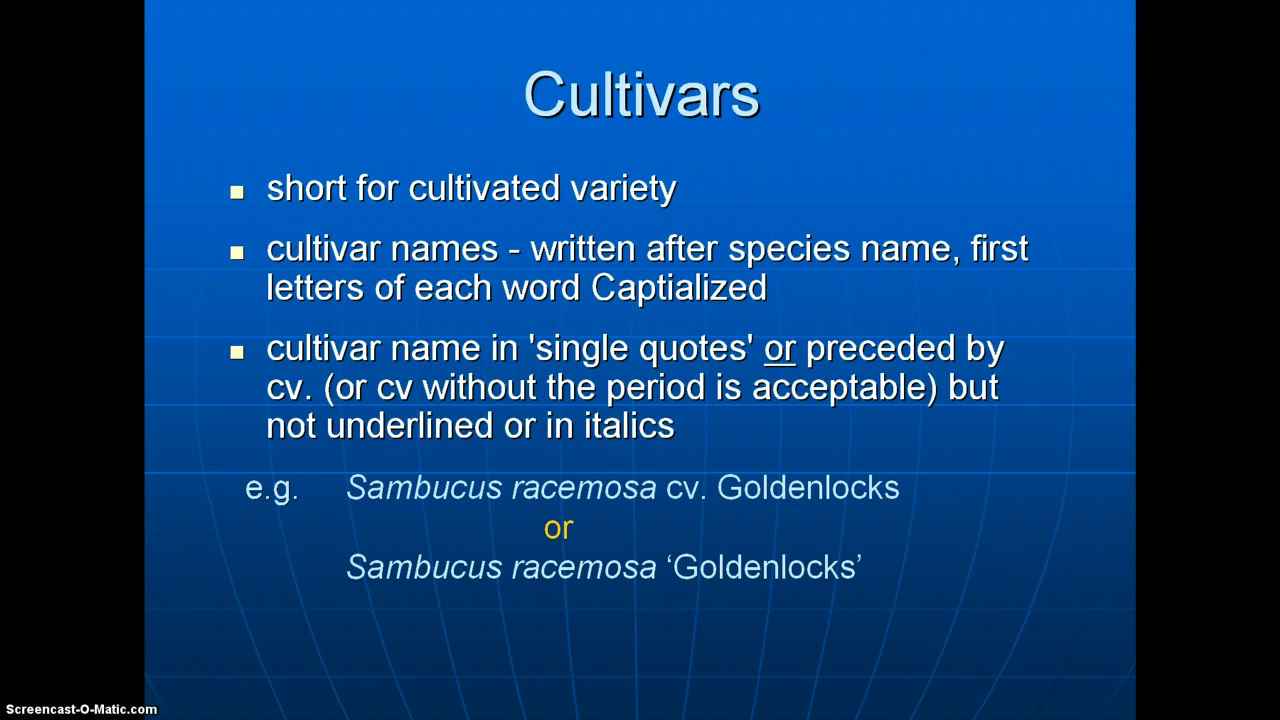 Cultivars
short for cultivated variety
cultivar names - written after species name, first
letters of each word Captialized
cultivar name in 'single quotes' or preceded by
cv. (or cv without the period is acceptable) but
not underlined or in italics
e.g. Sambucus racemosa cv. Goldenlocks
or
Sambucus racemosa ‘Goldenlocks’
Screencast-O-Matic.com